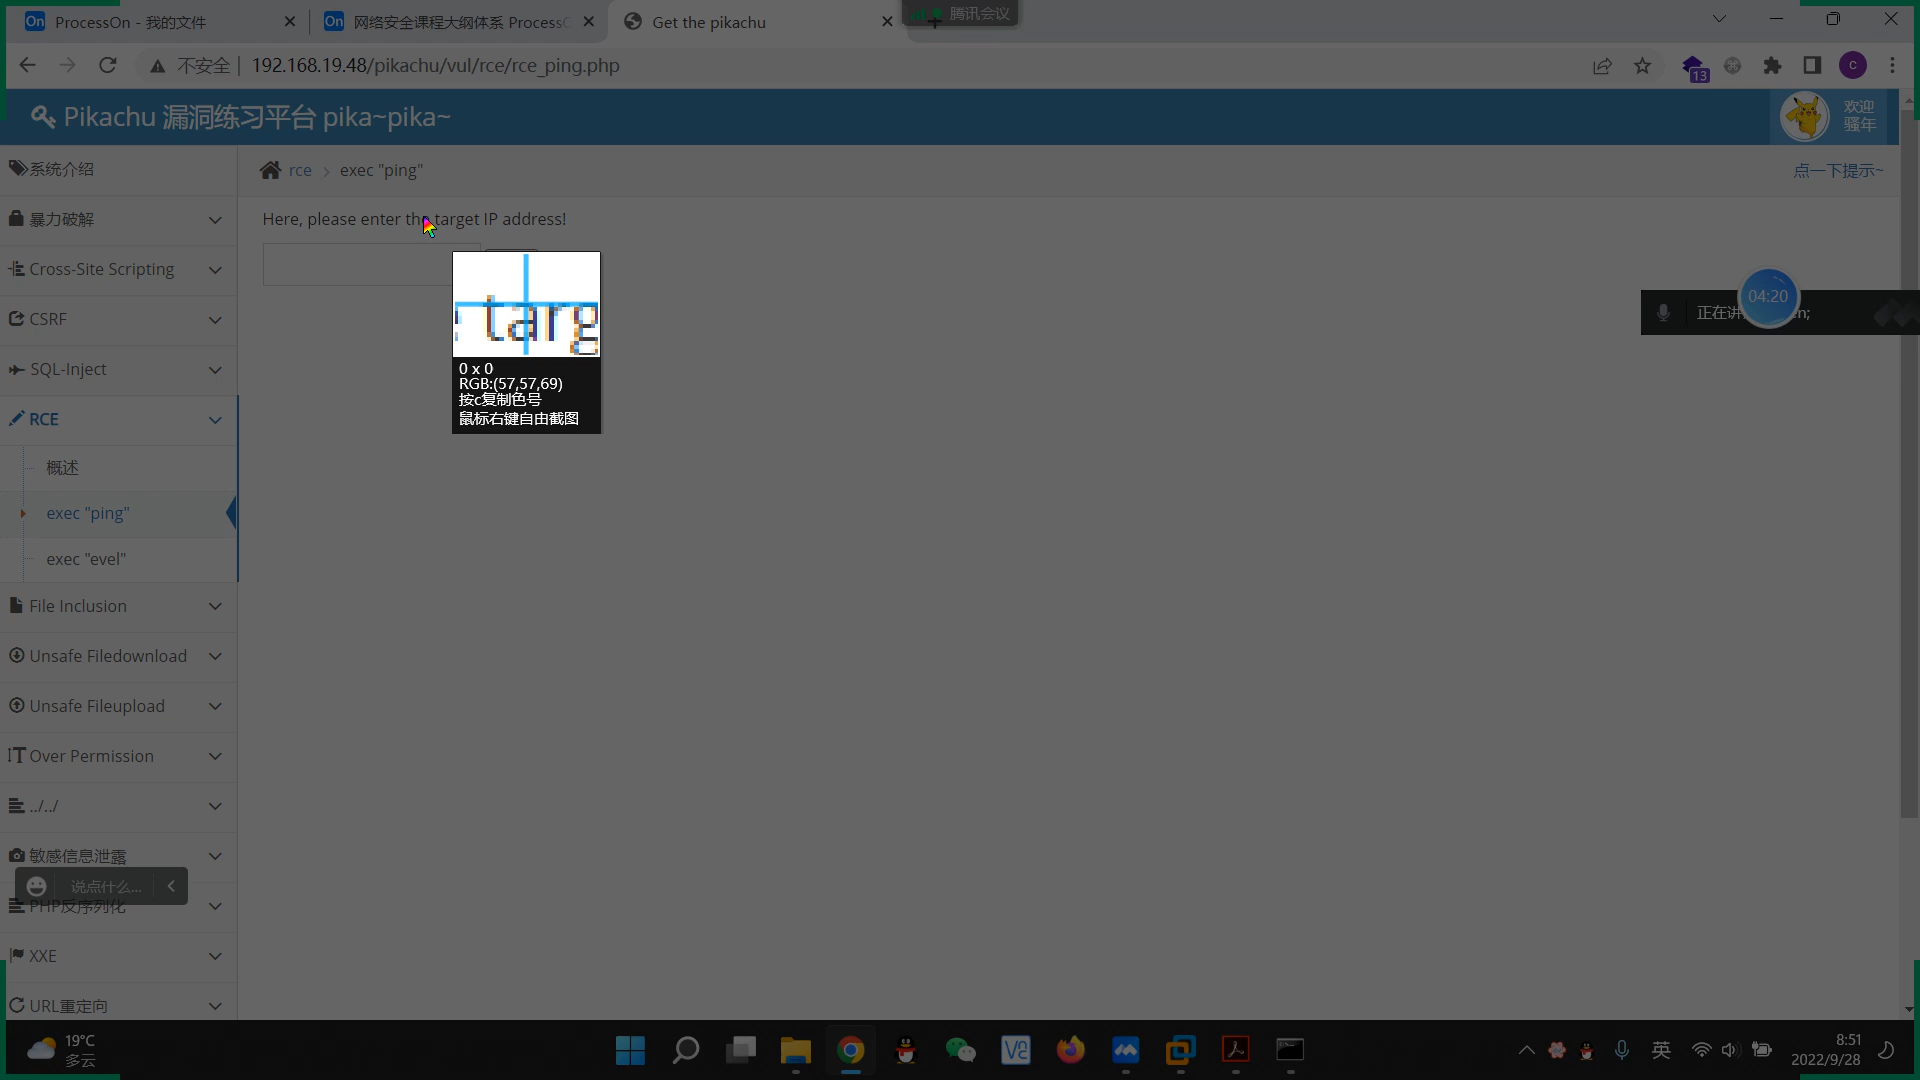 ProcessOn - 我的文件
网络安全课程大纲体系 ProcessO
Get the pikachu
腾讯会议
不安全
192.168.19.48/pikachu/vul/rce/rce_ping.php
13
c
Pikachu 漏洞练习平台 pika~pika~
欢迎
骚年
系统介绍
rce
exec "ping"
点一下提示~
暴力破解
Here, please enter the target IP address!
Cross-Site Scripting
CSRF
SQL-Inject
RCE
targ
0 x 0
RGB:(57,57,69)
按c复制色号
鼠标右键自由截图
04:20
正在讲
n;
概述
exec "ping"
exec "evel"
File Inclusion
Unsafe Filedownload
Unsafe Fileupload
Over Permission
../../
敏感信息泄露
说点什么...
PHP反序列化
XXE
URL重定向
19°C
多云
英
8:51
2022/9/28